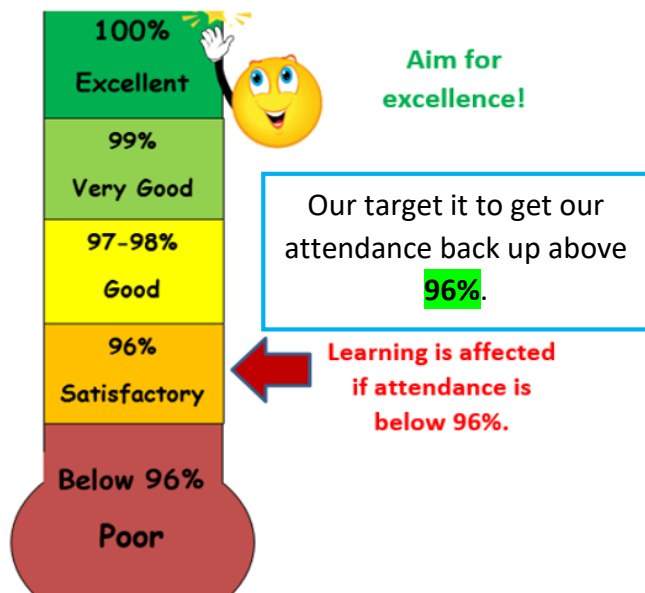 100%
Excellent
Aim for
excellence!
99%
Very Good
Our target it to get our
attendance back up above
96%.
97-98%
Good
96%
Satisfactory
Learning is affected
if attendance is
below 96%.
Below 96%
Poor